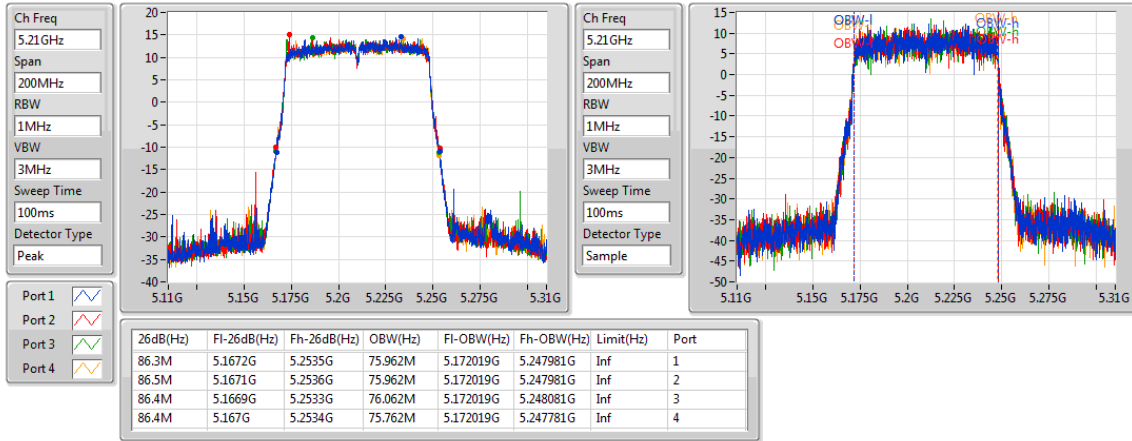 Ch Freq
5.21GHz
Span
200MHz
RBW
1MHz
VBW
3MHz
Sweep Time
100ms
Detector Type
Peak
Port 1
Port 2
Port 3
Port 4
20
15
10
5
0
-5
-10
-15
-20
-25
-30
-35
-40
5.11G 5.15G 5.175G 5.2G 5.225G 5.25G 5.275G 5.31G
Ch Freq
5.21GHz
Span
200MHz
RBW
1MHz
VBW
3MHz
Sweep Time
100ms
Detector Type
Sample
15
10
5
0
-5
-10
-15
-20
-25
-30
-35
-40
-45
-50
OBW-l OBW-h
OBW-h
OBW-h
OBW-l OBW-h
5.11G 5.15G 5.175G 5.2G 5.225G 5.25G 5.275G 5.31G
26dB(Hz) Fl-26dB(Hz) Fh-26dB(Hz) OBW(Hz) Fl-OBW(Hz) Fh-OBW(Hz) Limit(Hz) Port
86.3M 5.1672G 5.2535G 75.962M 5.172019G 5.247981G Inf 1
86.5M 5.1671G 5.2536G 75.962M 5.172019G 5.247981G Inf 2
86.4M 5.1669G 5.2533G 76.062M 5.172019G 5.248081G Inf 3
86.4M 5.167G 5.2534G 75.762M 5.172019G 5.247781G Inf 4